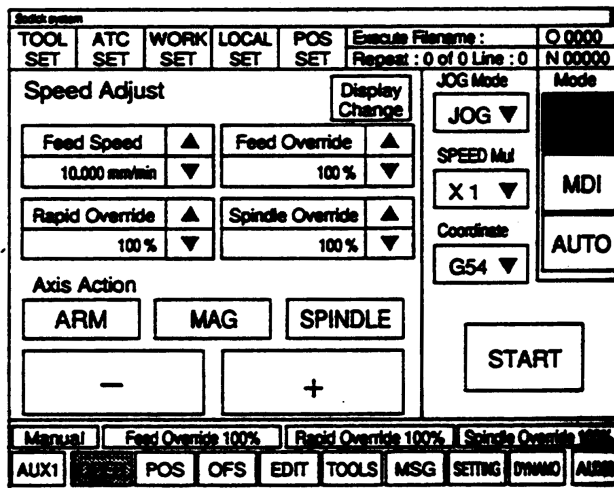 Sodick system
TOOL SET ATC SET WORK SET LOCAL SET POS SET Execute Filename : O 0000
Repeat : 0 of 0 Line : 0 N 00000
Speed Adjust Display Change JOG Mode Mode
JOG ▼
Feed Speed ▲ Feed Override ▲
10.000 mm/min ▼ 100 % ▼
SPEED Mul
X 1 ▼ MDI
Rapid Override ▲ Spindle Override ▲
100 % ▼ 100 % ▼
Coordinate AUTO
G54 ▼
Axis Action
ARM MAG SPINDLE
START
− +
Manual Feed Override 100% Rapid Override 100% Spindle Override 100%
AUX1 POS OFS EDIT TOOLS MSG SETTING DYNAMO